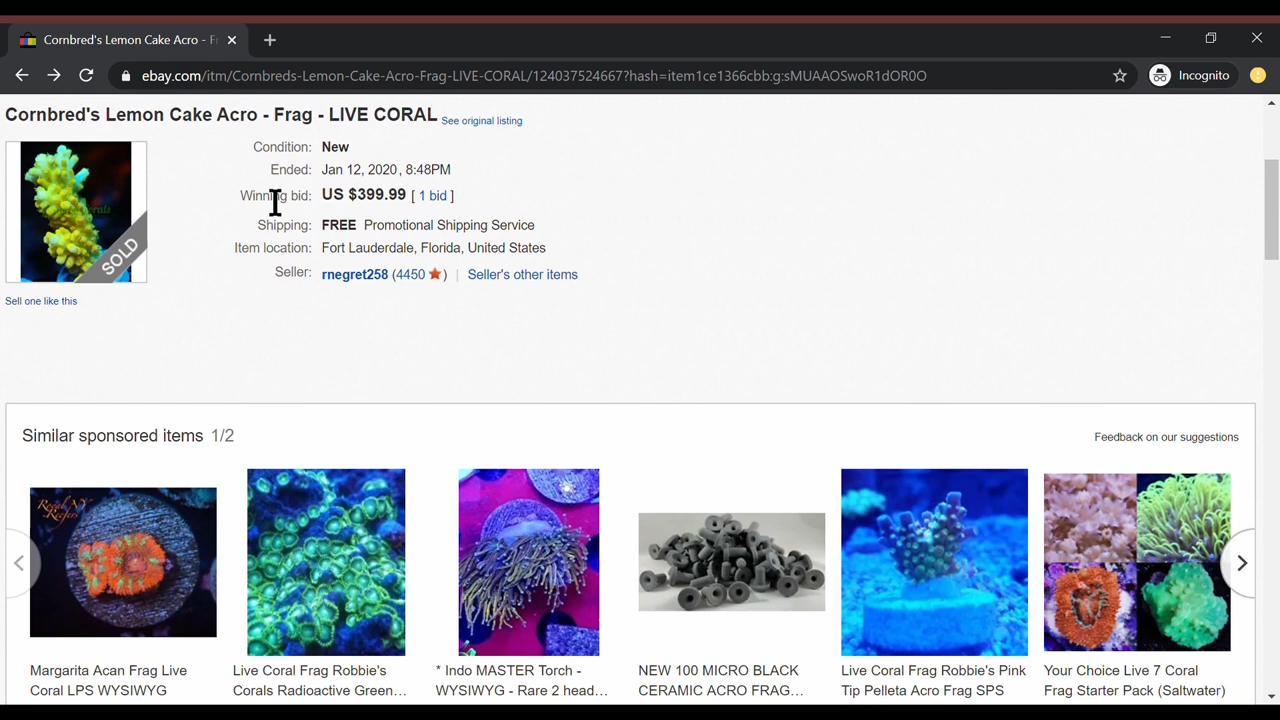 Cornbred's Lemon Cake Acro - F
ebay.com/itm/Cornbreds-Lemon-Cake-Acro-Frag-LIVE-CORAL/124037524667?hash=item1ce1366cbb:g:sMUAAOSwoR1dOR0O
Incognito
Cornbred's Lemon Cake Acro - Frag - LIVE CORAL See original listing
Condition: New
Ended: Jan 12, 2020, 8:48PM
Winning bid: US $399.99 [ 1 bid ]
Shipping: FREE Promotional Shipping Service
Item location: Fort Lauderdale, Florida, United States
Seller: rnegret258 (4450 ) | Seller's other items
SOLD
Sell one like this
Similar sponsored items 1/2
Feedback on our suggestions
Margarita Acan Frag Live
Coral LPS WYSIWYG
Live Coral Frag Robbie's
Corals Radioactive Green...
* Indo MASTER Torch -
WYSIWYG - Rare 2 head...
NEW 100 MICRO BLACK
CERAMIC ACRO FRAG...
Live Coral Frag Robbie's Pink
Tip Pelleta Acro Frag SPS
Your Choice Live 7 Coral
Frag Starter Pack (Saltwater)